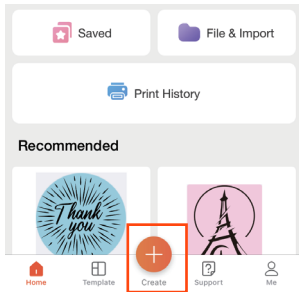 Saved
File & Import
Print History
Recommended
Thank
you
Home
Template
Create
Support
Me